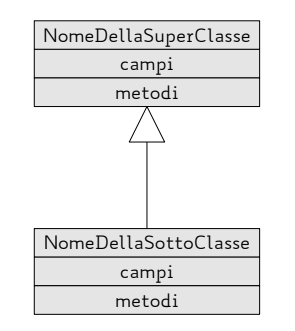 NomeDellaSuperClasse
campi
metodi
NomeDellaSottoClasse
campi
metodi